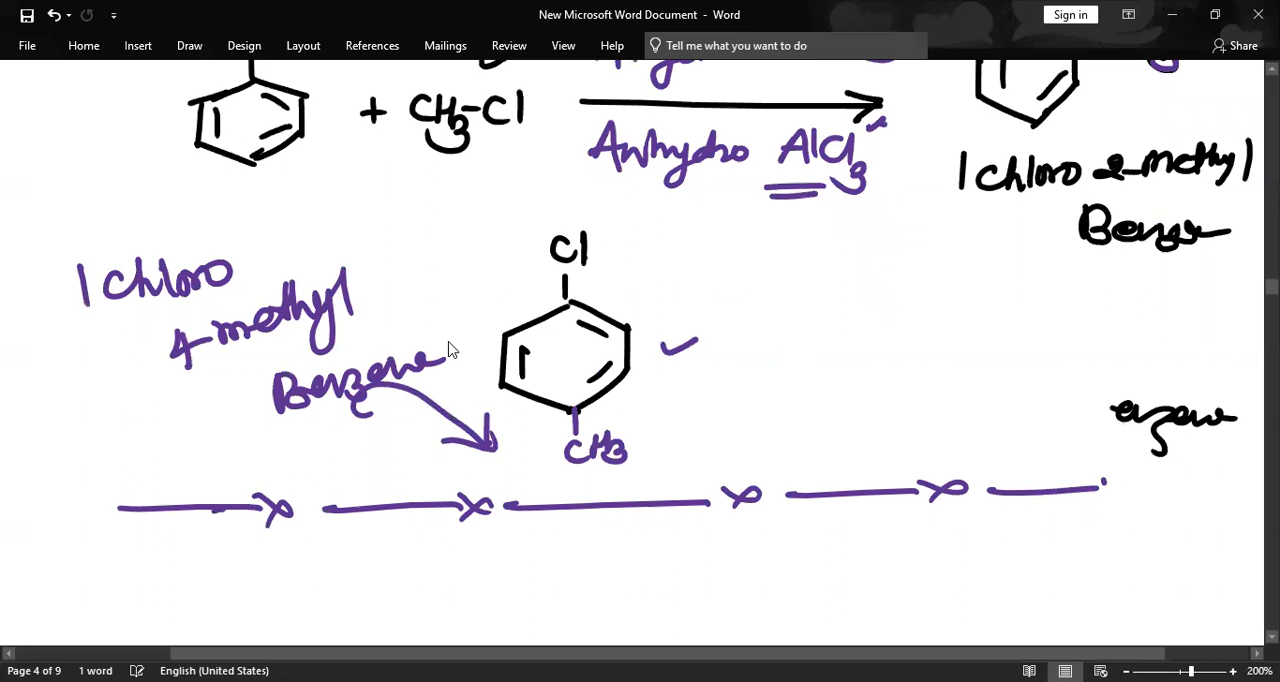 New Microsoft Word Document - Word
Sign in
File Home Insert Draw Design Layout References Mailings Review View Help Tell me what you want to do Share
+ CH3-Cl
Anhydro AlCl3
1 chloro 2-methyl
Cl
1 chloro
4-methyl
Benzene
CH3
Page 4 of 9 1 word English (United States) 200%